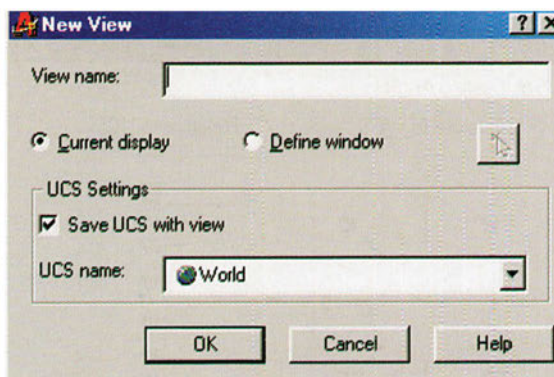 New View
View name:
Current display Define window
UCS Settings
Save UCS with view
UCS name: World
OK Cancel Help